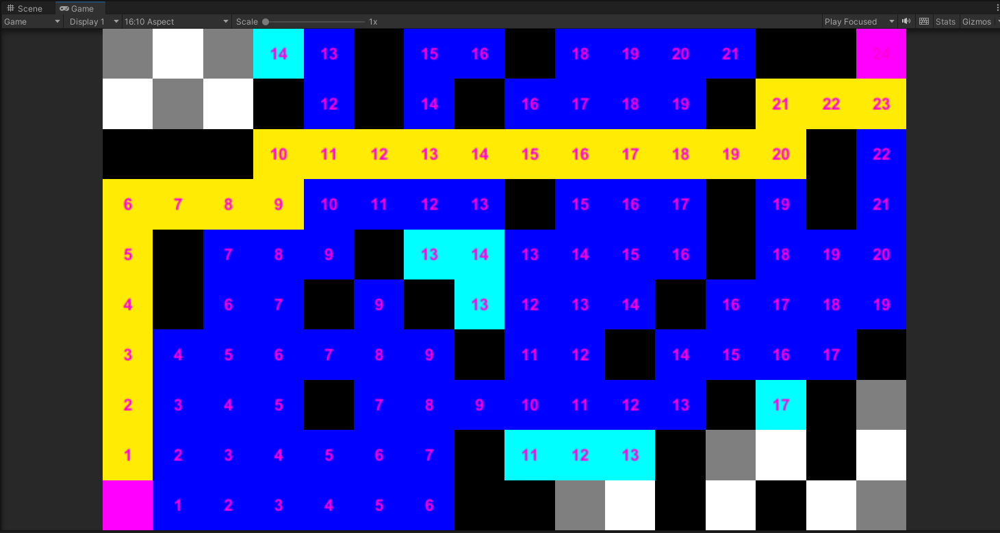 Scene Game
Game Display 1 16:10 Aspect Scale 1x Play Focused Stats Gizmos
14 13 15 16 18 19 20 21 24
12 14 16 17 18 19 21 22 23
10 11 12 13 14 15 16 17 18 19 20 22
6 7 8 9 10 11 12 13 15 16 17 19 21
5 7 8 9 13 14 13 14 15 16 18 19 20
4 6 7 9 13 12 13 14 16 17 18 19
3 4 5 6 7 8 9 11 12 14 15 16 17
2 3 4 5 7 8 9 10 11 12 13 17
1 2 3 4 5 6 7 11 12 13
1 2 3 4 5 6